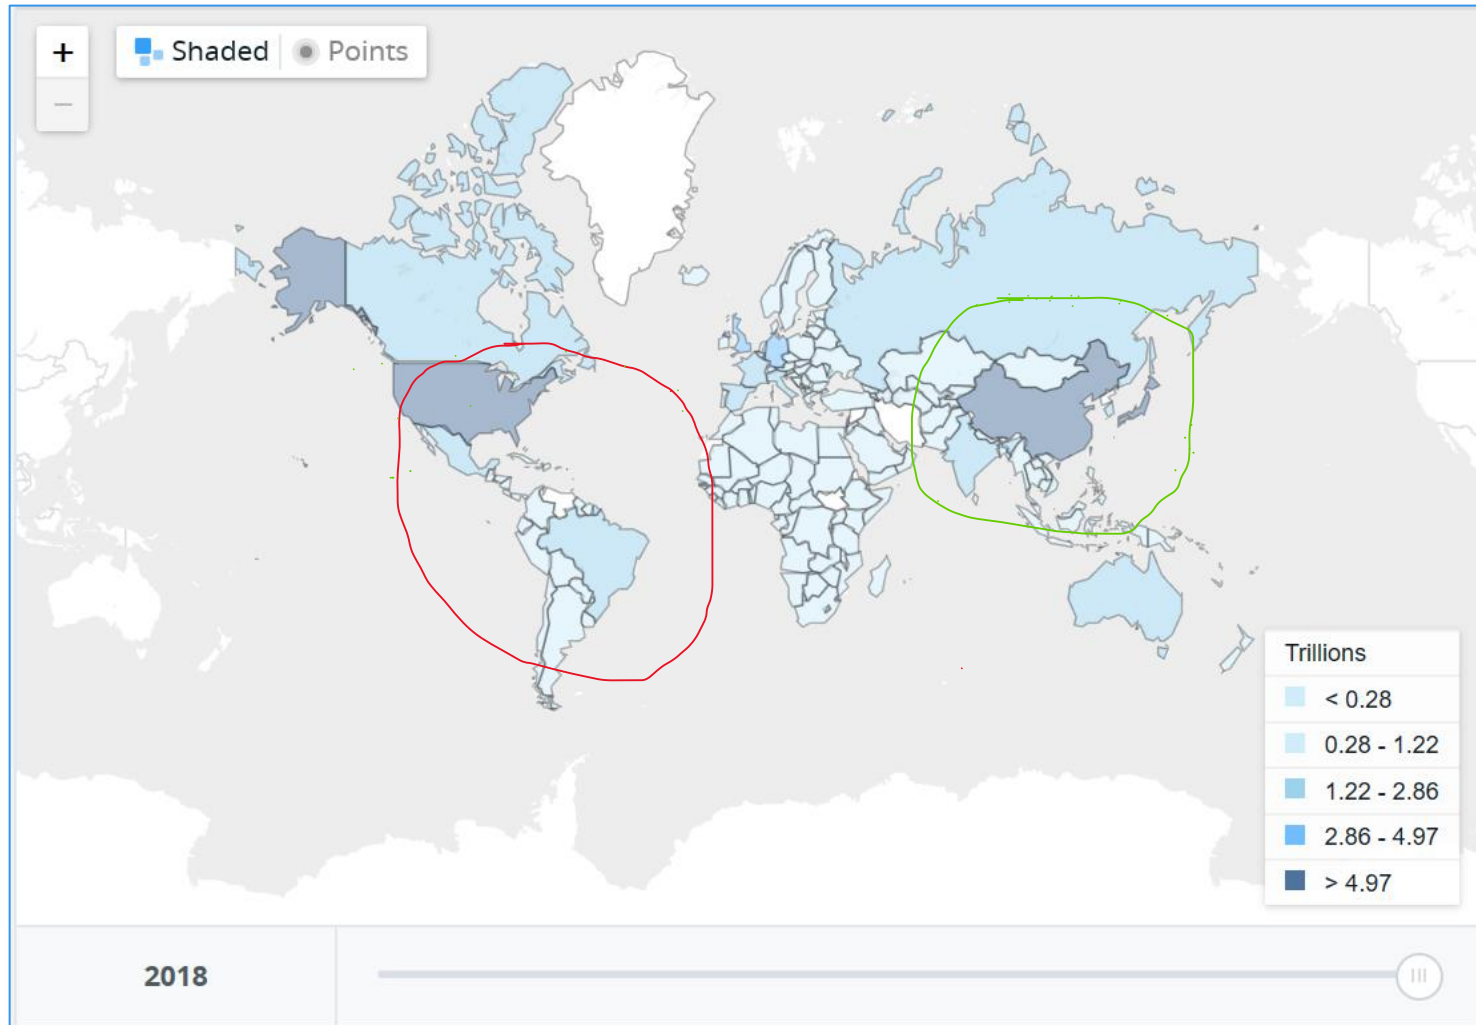 +
Shaded Points
−
Trillions
< 0.28
0.28 - 1.22
1.22 - 2.86
2.86 - 4.97
> 4.97
2018